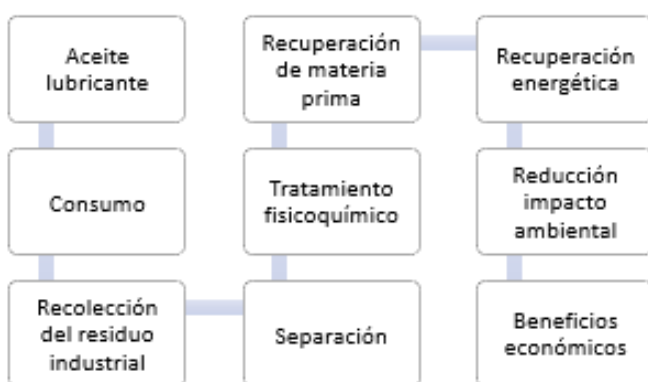 Aceite
lubricante
Consumo
Recolección
del residuo
industrial
Separación
Tratamiento
fisicoquímico
Recuperación
de materia
prima
Recuperación
energética
Reducción
impacto
ambiental
Beneficios
económicos